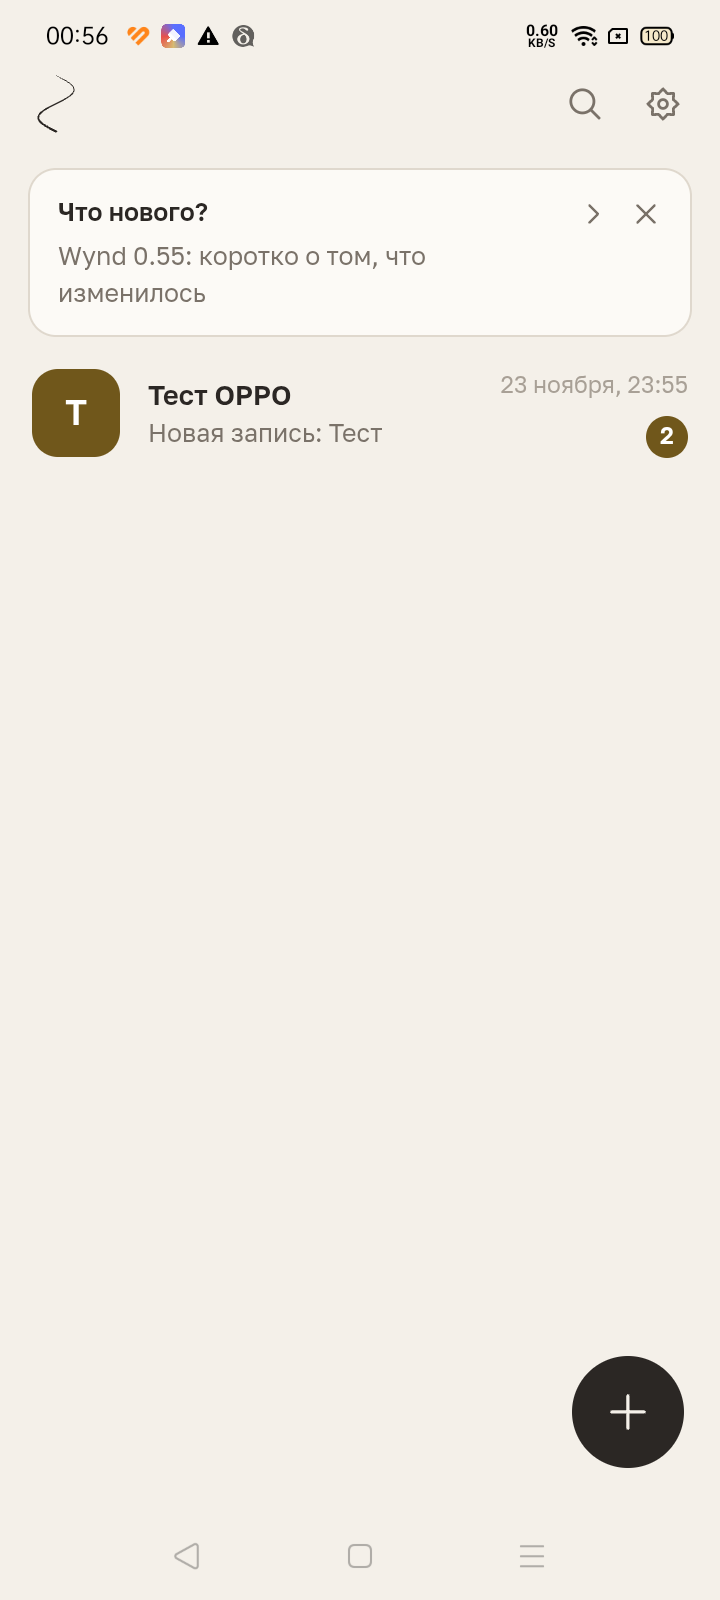 00:56
0.60
KB/S
100
Что нового?
Wynd 0.55: коротко о том, что
изменилось
Т
Тест OPPO
23 ноября, 23:55
Новая запись: Тест
2